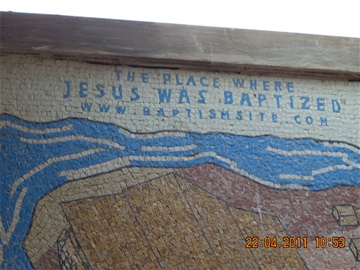 THE PLACE WHERE
JESUS WAS BAPTIZED
WWW.BAPTISMSITE.COM
22.04.2011 10:53